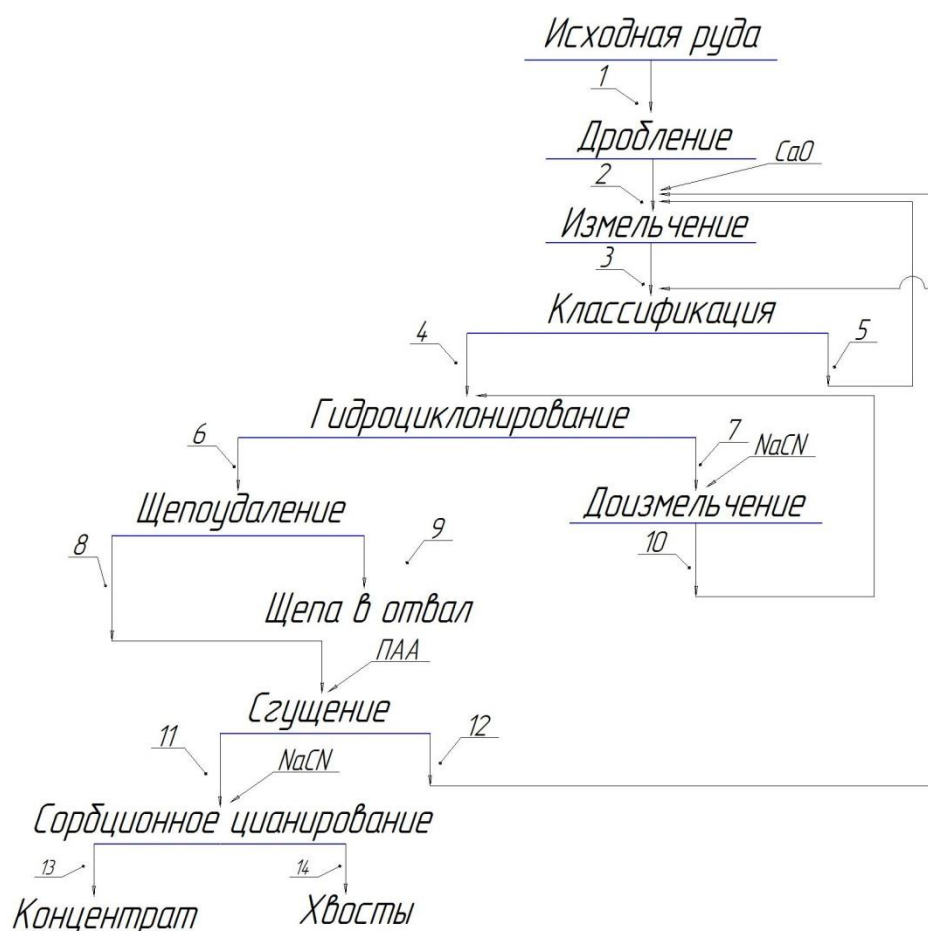 Исходная руда
1
Дробление
CaO
2
Измельчение
3
Классификация
4
5
Гидроциклонирование
6
7
NaCN
Щепоудаление
Доизмельчение
8
9
10
Щепа в отвал
ПАА
Сгущение
11
12
NaCN
Сорбционное цианирование
13
14
Концентрат
Хвосты